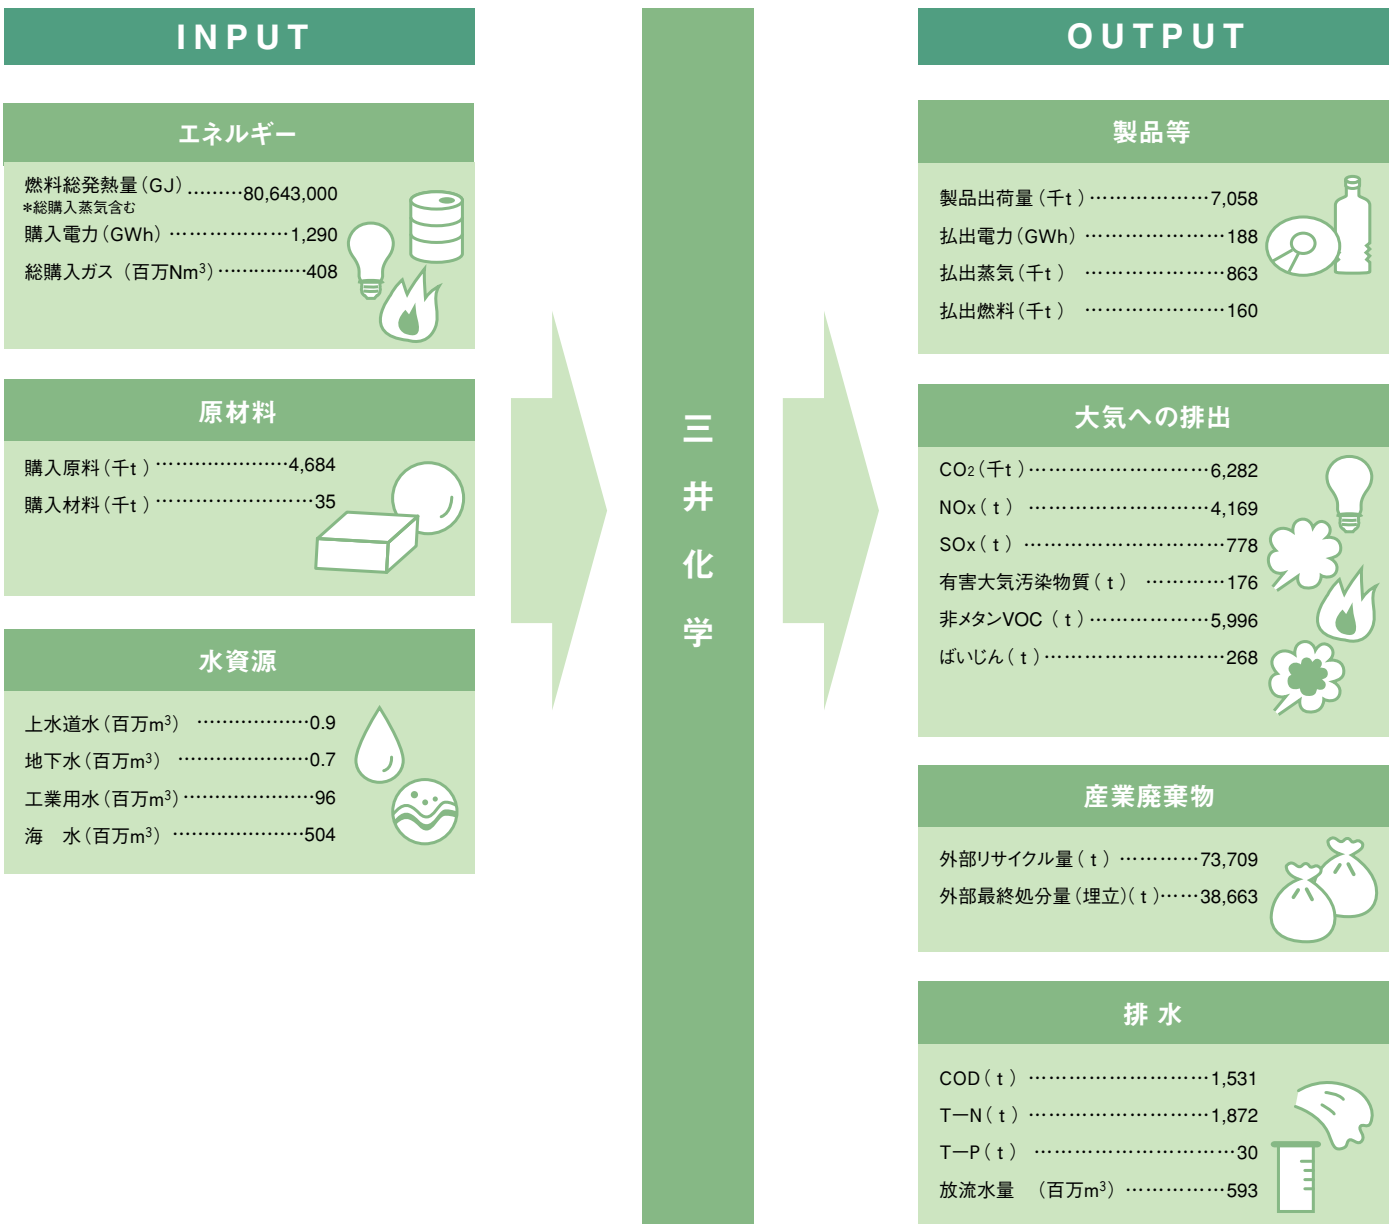 INPUT
エネルギー
燃料総発熱量(GJ)………80,643,000
*総購入蒸気含む
購入電力(GWh)………………1,290
総購入ガス(百万Nm³)……………408
原材料
購入原料(千t)…………………4,684
購入材料(千t)……………………35
水資源
上水道水(百万m³)………………0.9
地下水(百万m³)…………………0.7
工業用水(百万m³)…………………96
海 水(百万m³)…………………504
三井化学
OUTPUT
製品等
製品出荷量(千t)………………7,058
払出電力(GWh)…………………188
払出蒸気(千t)…………………863
払出燃料(千t)…………………160
大気への排出
CO₂(千t)………………………6,282
NOx(t)………………………4,169
SOx(t)…………………………778
有害大気汚染物質(t)…………176
非メタンVOC(t)………………5,996
ばいじん(t)………………………268
産業廃棄物
外部リサイクル量(t)…………73,709
外部最終処分量(埋立)(t)……38,663
排 水
COD(t)………………………1,531
T—N(t)………………………1,872
T—P(t)…………………………30
放流水量 (百万m³)……………593